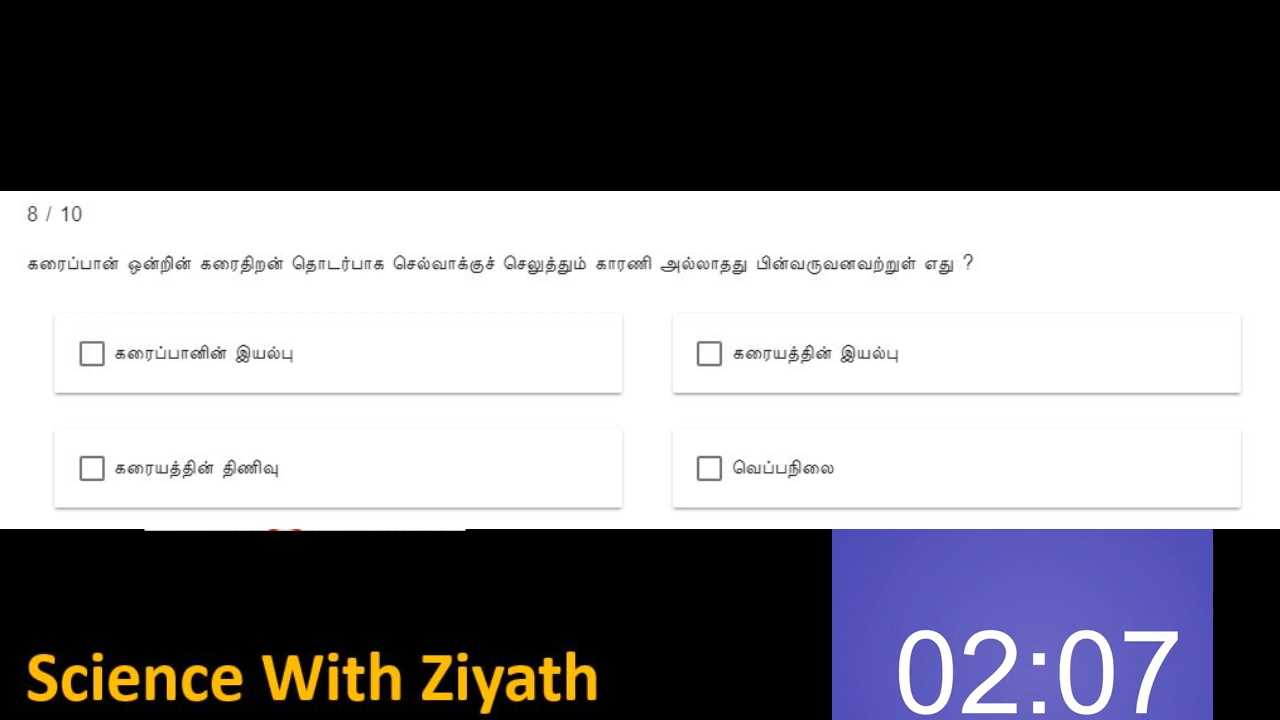 8 / 10
கரைப்பான் ஒன்றின் கரைதிறன் தொடர்பாக செல்வாக்குச் செலுத்தும் காரணி அல்லாதது பின்வருவனவற்றுள் எது ?
கரைப்பானின் இயல்பு
கரையத்தின் இயல்பு
கரையத்தின் திணிவு
வெப்பநிலை
Science With Ziyath
02:07